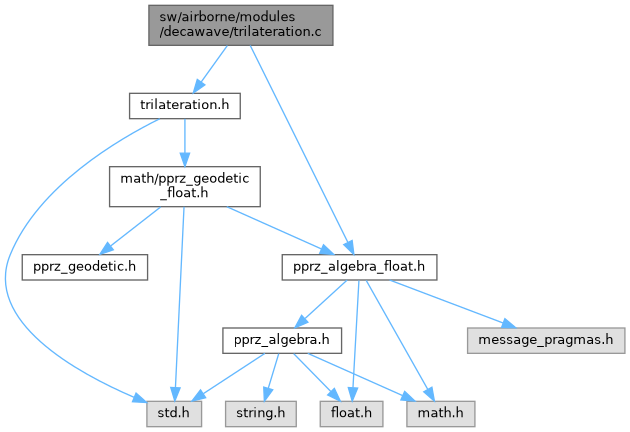 sw/airborne/modules
/decawave/trilateration.c
trilateration.h
math/pprz_geodetic
_float.h
pprz_geodetic.h
pprz_algebra_float.h
pprz_algebra.h
message_pragmas.h
std.h
string.h
float.h
math.h